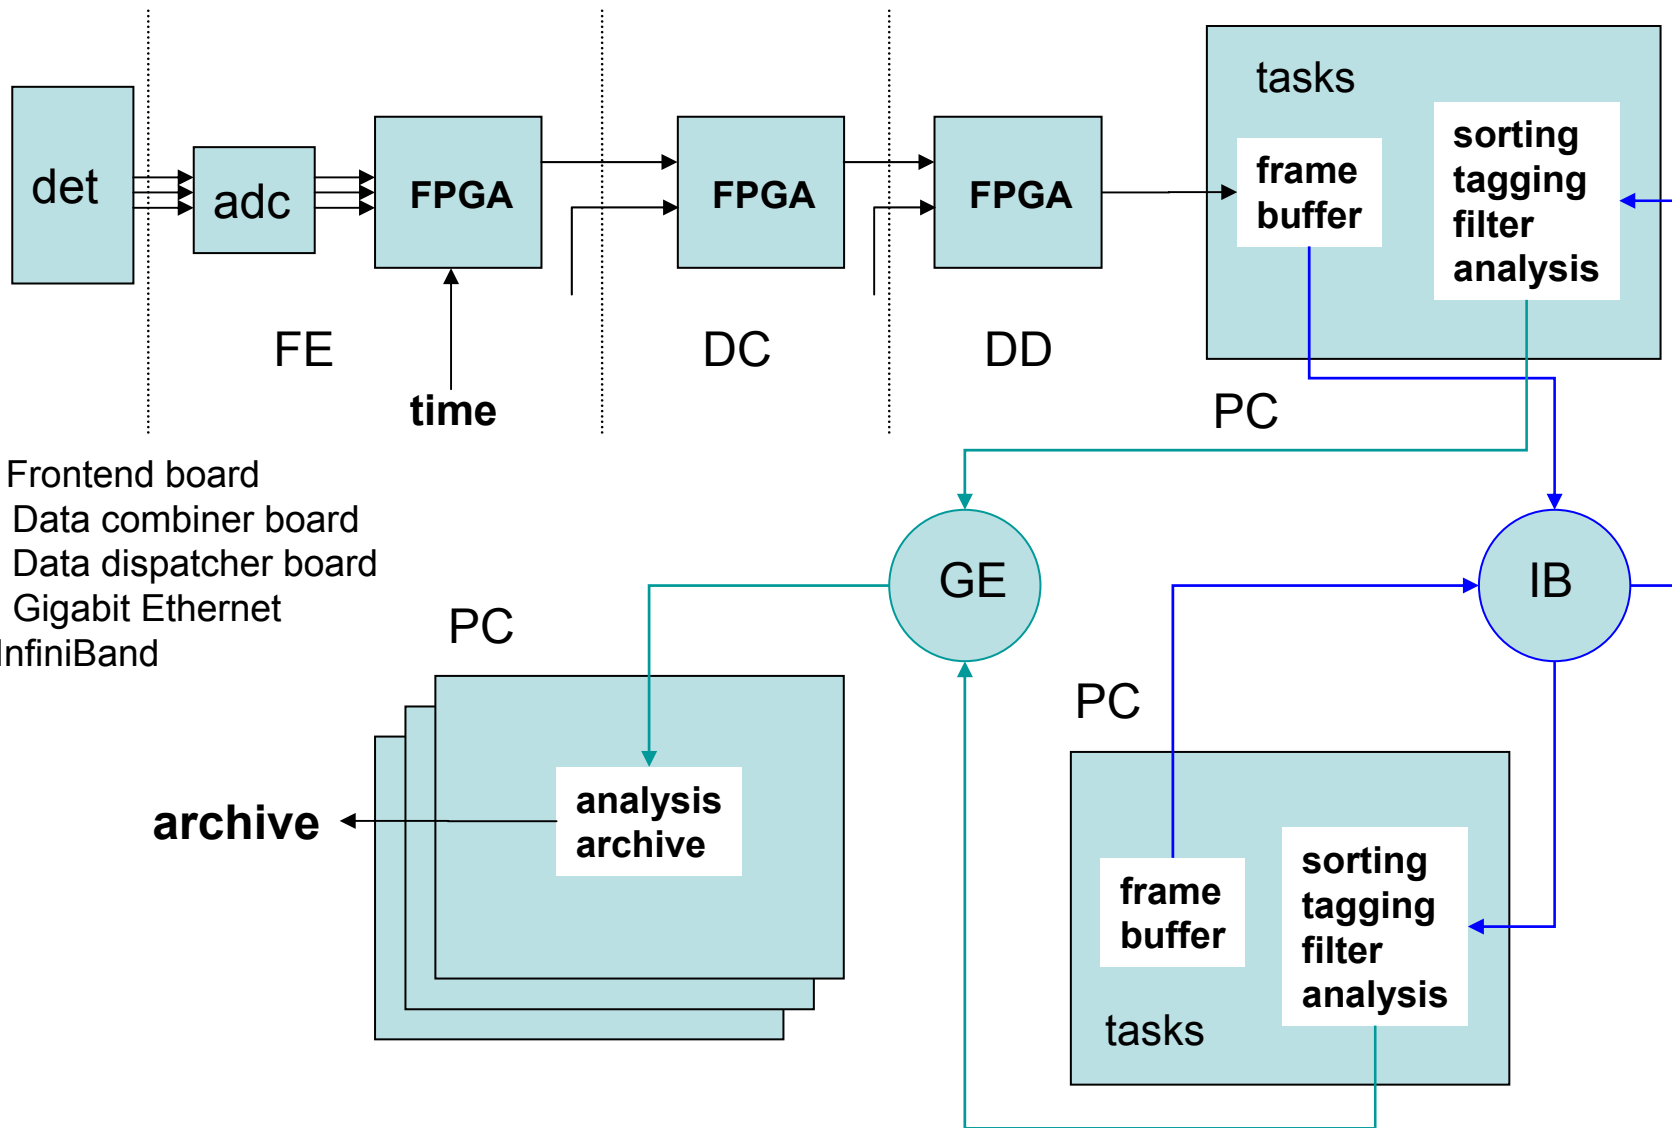 tasks
frame
buffer
sorting
tagging
filter
analysis
det
adc
FPGA
FPGA
FPGA
FE
DC
DD
time
PC
Frontend board
Data combiner board
Data dispatcher board
Gigabit Ethernet
InfiniBand
GE
IB
PC
PC
analysis
archive
archive
frame
buffer
sorting
tagging
filter
analysis
tasks